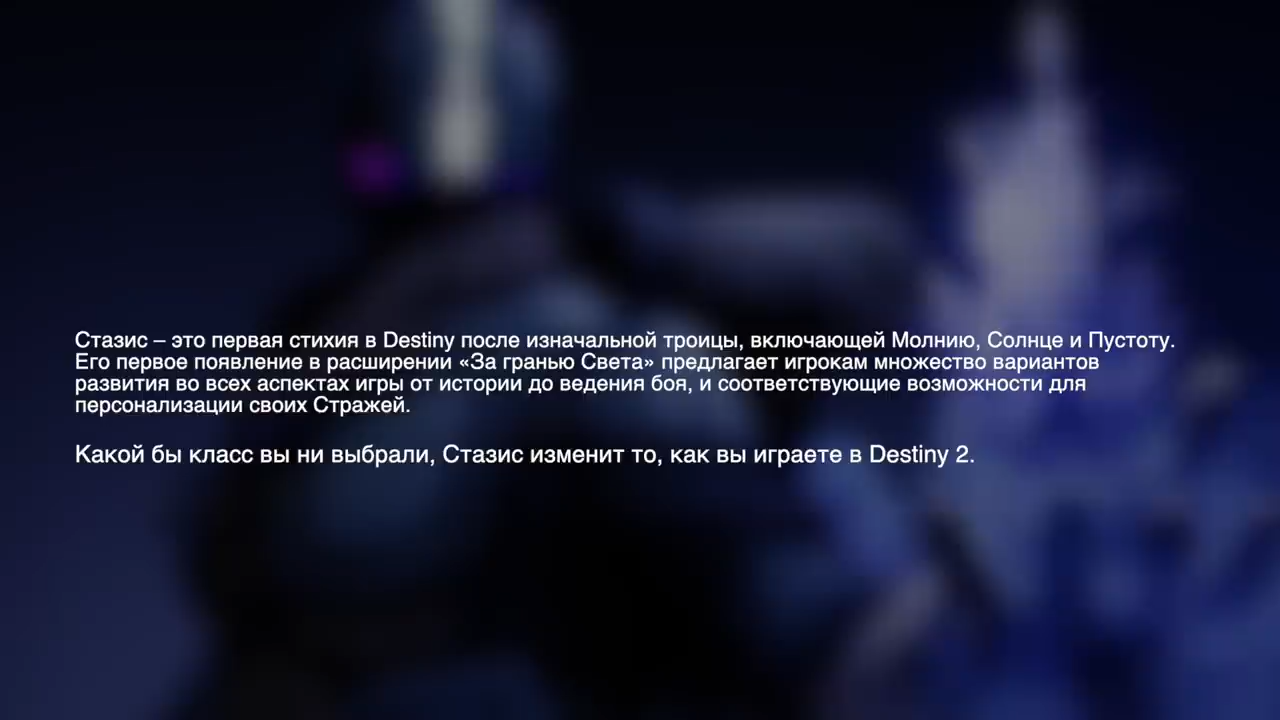 Стазис – это первая стихия в Destiny после изначальной троицы, включающей Молнию, Солнце и Пустоту.
Его первое появление в расширении «За гранью Света» предлагает игрокам множество вариантов
развития во всех аспектах игры от истории до ведения боя, и соответствующие возможности для
персонализации своих Стражей.
Какой бы класс вы ни выбрали, Стазис изменит то, как вы играете в Destiny 2.